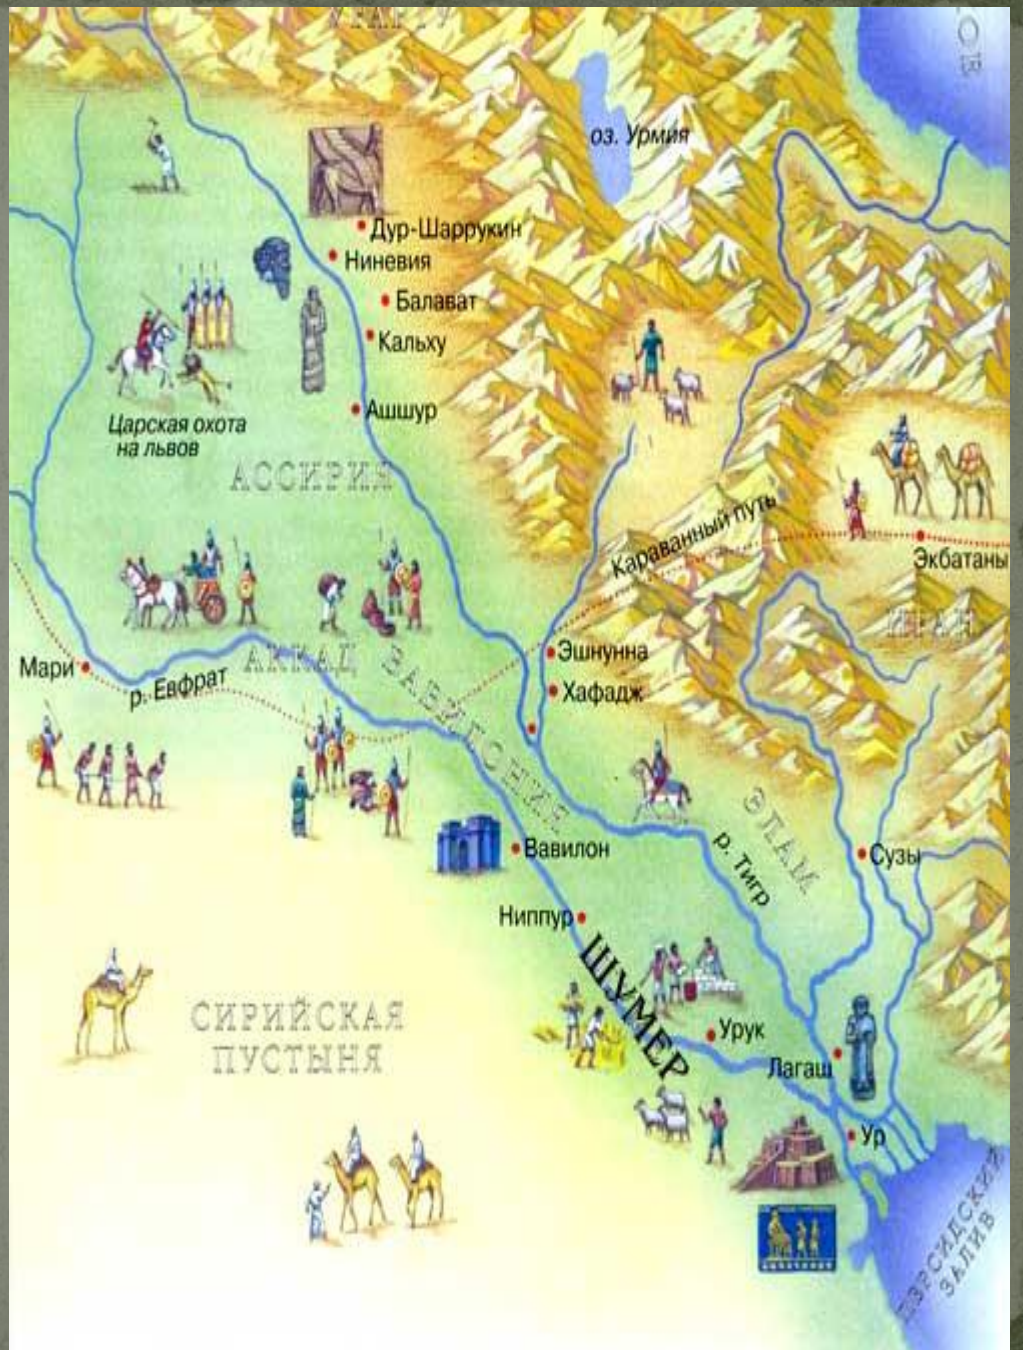 УРАРТУ
оз. Урмия
Дур-Шаррукин
Ниневия
Балават
Кальху
Ашшур
Царская охота
на львов
АССИРИЯ
Караванный путь
Экбатаны
ИРАН
Мари
р. Евфрат
АККАД
ВАВИЛОНИЯ
Эшнунна
Хафадж
ЭЛАМ
р. Тигр
Сузы
Вавилон
Ниппур
ШУМЕР
СИРИЙСКАЯ
ПУСТЫНЯ
Урук
Лагаш
Ур
ПЕРСИДСКИЙ
ЗАЛИВ